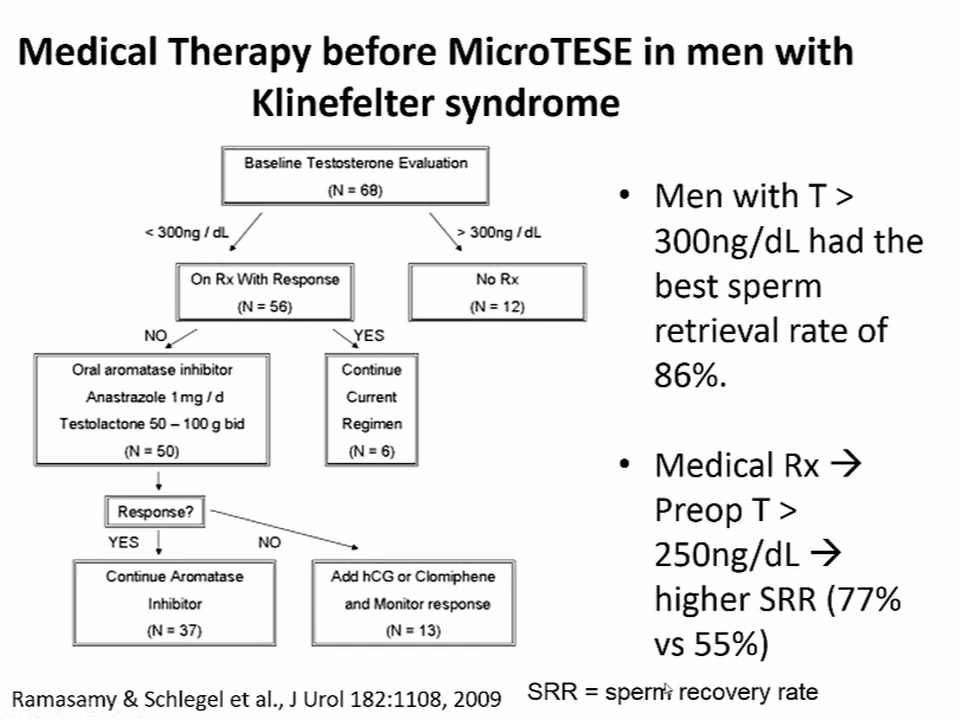 Medical Therapy before MicroTESE in men with
Klinefelter syndrome
Baseline Testosterone Evaluation
(N = 68)
< 300ng / dL
> 300ng / dL
On Rx With Response
(N = 56)
No Rx
(N = 12)
NO
YES
Oral aromatase inhibitor
Anastrazole 1 mg / d
Testolactone 50 – 100 g bid
(N = 50)
Continue
Current
Regimen
(N = 6)
Response?
YES
NO
Continue Aromatase
Inhibitor
(N = 37)
Add hCG or Clomiphene
and Monitor response
(N = 13)
• Men with T >
300ng/dL had the
best sperm
retrieval rate of
86%.
• Medical Rx →
Preop T >
250ng/dL →
higher SRR (77%
vs 55%)
Ramasamy & Schlegel et al., J Urol 182:1108, 2009
SRR = sperm recovery rate